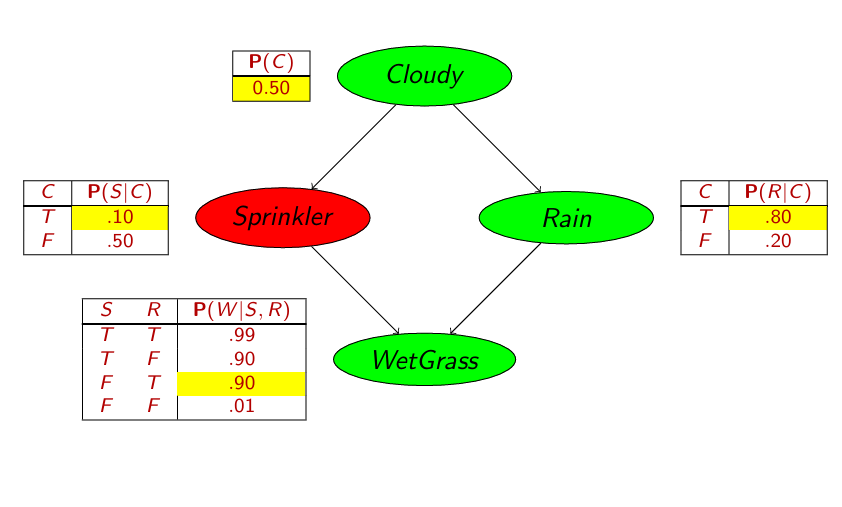 P(C)
0.50
Cloudy
C P(S|C)
T .10
F .50
Sprinkler
Rain
C P(R|C)
T .80
F .20
S R P(W|S, R)
T T .99
T F .90
F T .90
F F .01
WetGrass